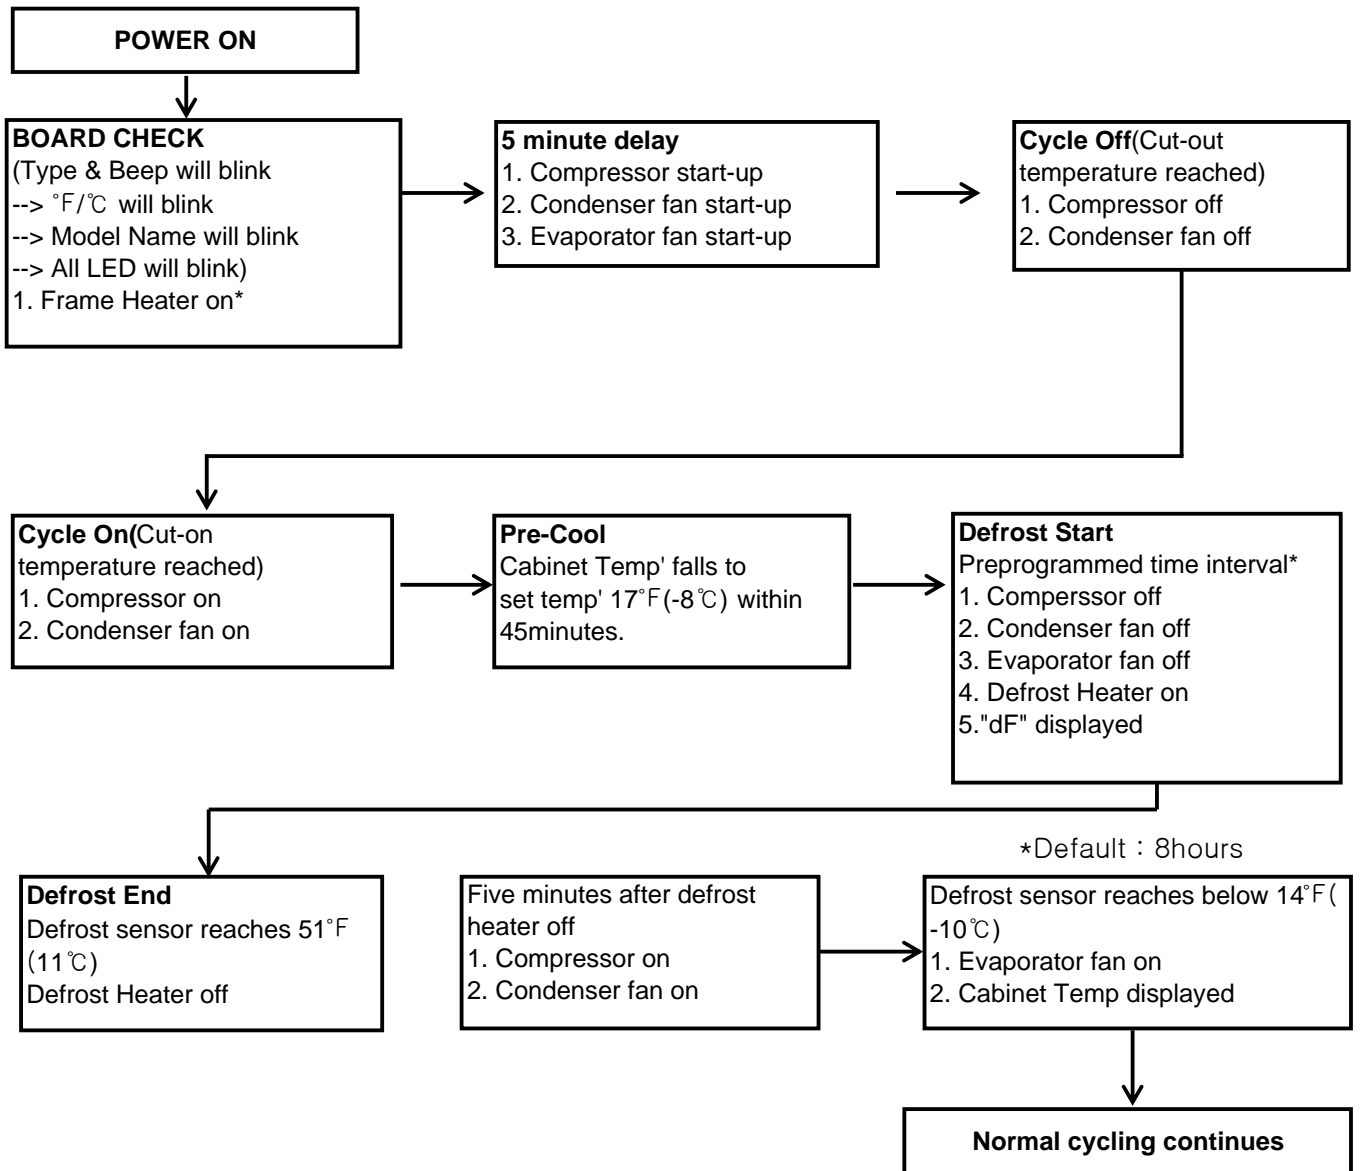 POWER ON
BOARD CHECK
(Type & Beep will blink
--> °F/℃ will blink
--> Model Name will blink
--> All LED will blink)
1. Frame Heater on*
5 minute delay
1. Compressor start-up
2. Condenser fan start-up
3. Evaporator fan start-up
Cycle Off(Cut-out
temperature reached)
1. Compressor off
2. Condenser fan off
Cycle On(Cut-on
temperature reached)
1. Compressor on
2. Condenser fan on
Pre-Cool
Cabinet Temp' falls to
set temp' 17°F(-8℃) within
45minutes.
Defrost Start
Preprogrammed time interval*
1. Comperssor off
2. Condenser fan off
3. Evaporator fan off
4. Defrost Heater on
5."dF" displayed
*Default : 8hours
Defrost End
Defrost sensor reaches 51°F
(11℃)
Defrost Heater off
Five minutes after defrost
heater off
1. Compressor on
2. Condenser fan on
Defrost sensor reaches below 14°F(
-10℃)
1. Evaporator fan on
2. Cabinet Temp displayed
Normal cycling continues